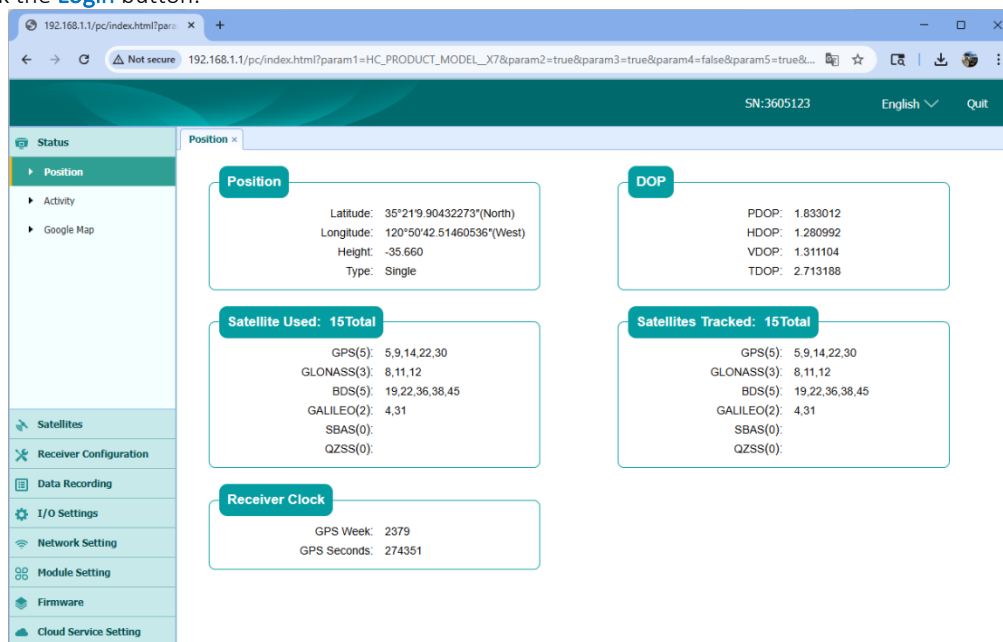 the Login button.
192.168.1.1/pc/index.html?para
Not secure 192.168.1.1/pc/index.html?param1=HC_PRODUCT_MODEL__X7&param2=true&param3=true&param4=false&param5=true&...
SN:3605123 English Quit
Status
Position
Activity
Google Map
Satellites
Receiver Configuration
Data Recording
I/O Settings
Network Setting
Module Setting
Firmware
Cloud Service Setting
Position ×
Position
Latitude: 35°21'9.90432273"(North)
Longitude: 120°50'42.51460536"(West)
Height: -35.660
Type: Single
DOP
PDOP: 1.833012
HDOP: 1.280992
VDOP: 1.311104
TDOP: 2.713188
Satellite Used: 15Total
GPS(5): 5,9,14,22,30
GLONASS(3): 8,11,12
BDS(5): 19,22,36,38,45
GALILEO(2): 4,31
SBAS(0):
QZSS(0):
Satellites Tracked: 15Total
GPS(5): 5,9,14,22,30
GLONASS(3): 8,11,12
BDS(5): 19,22,36,38,45
GALILEO(2): 4,31
SBAS(0):
QZSS(0):
Receiver Clock
GPS Week: 2379
GPS Seconds: 274351